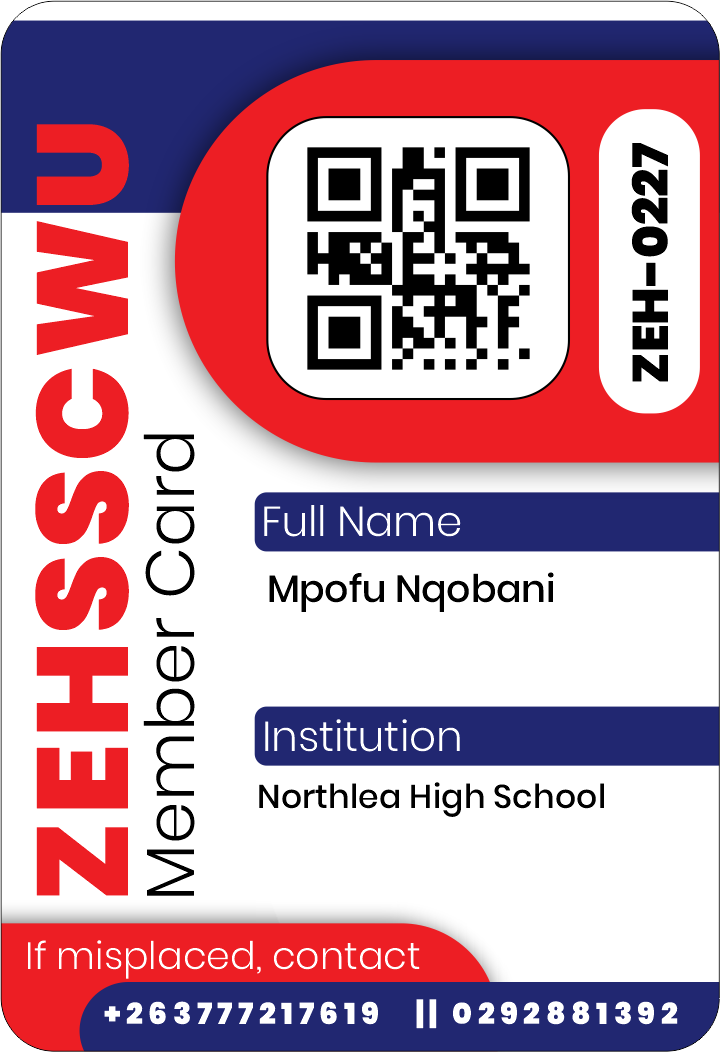 ZEHSSCWU
Member Card
ZEH-0227
Full Name
Mpofu Nqobani
Institution
Northlea High School
If misplaced, contact
+263777217619 || 0292881392